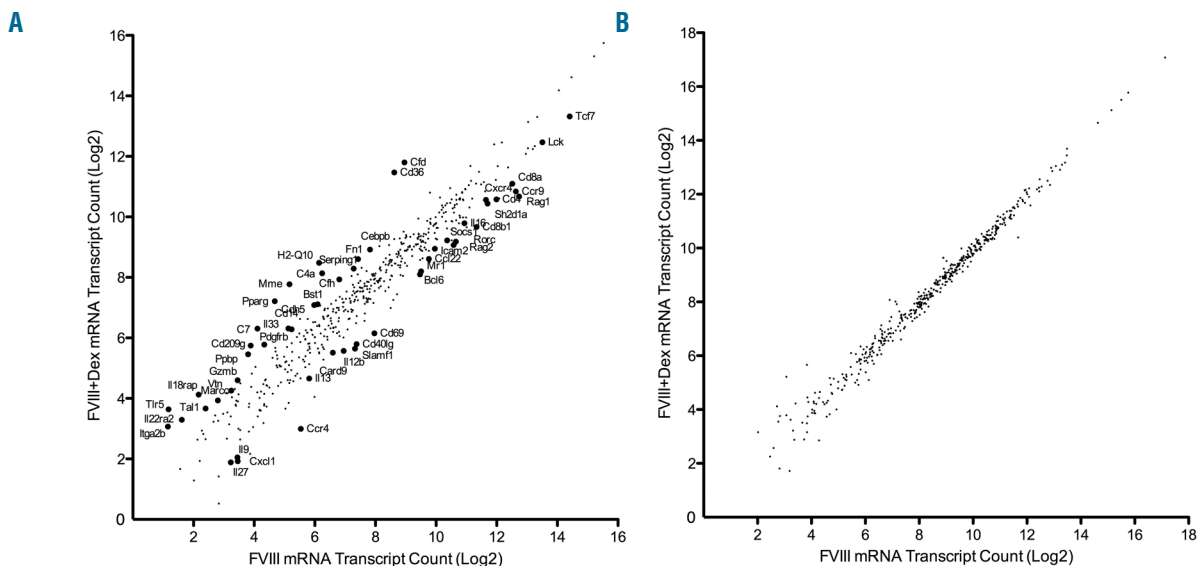 A
B
FVIII+Dex mRNA Transcript Count (Log2)
16
14
12
10
8
6
4
2
0
Tcf7
Lck
Cfd
Cd36
Cd8a
Cxcr4
Ccr9
Cd4
Rag1
Sh2d1a
Il16
Cd8b1
Socs
Rorc
Rag2
Icam2
Ccl22
Mr1
Bcl6
Cebpb
Fn1
H2-Q10
Serping1
C4a
Cfh
Mme
Bst1
Pparg
Cdh5
Cd14
Il33
C7
Pdgfrb
Cd209g
Ppbp
Cd69
Cd40lg
Slamf1
Il12b
Card9
Il13
Gzmb
Vtn
Il18rap
Marco
Tlr5
Tal1
Il22ra2
Itga2b
Ccr4
Il9
Cxcl1
Il27
2 4 6 8 10 12 14 16
FVIII mRNA Transcript Count (Log2)
FVIII+Dex mRNA Transcript Count (Log2)
18
16
14
12
10
8
6
4
2
0
2 4 6 8 10 12 14 16 18
FVIII mRNA Transcript Count (Log2)